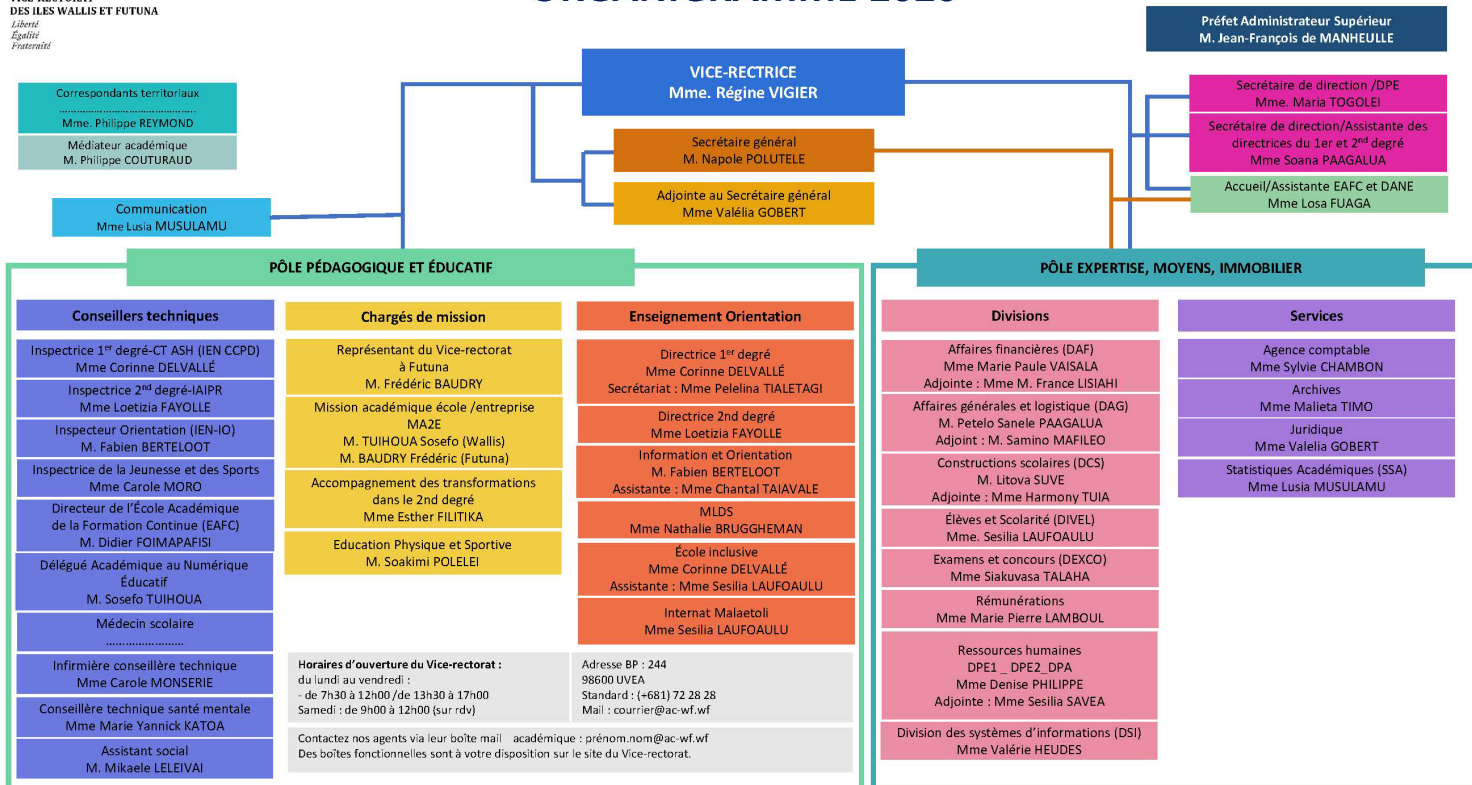 DES ILES WALLIS ET FUTUNA
Liberté
Égalité
Fraternité
Préfet Administrateur Supérieur
M. Jean-François de MANHEULLE
VICE-RECTRICE
Mme. Régine VIGIER
Correspondants territoriaux
................................................
Mme. Philippe REYMOND
Médiateur académique
M. Philippe COUTURAUD
Secrétaire général
M. Napole POLUTELE
Adjointe au Secrétaire général
Mme Valélia GOBERT
Secrétaire de direction /DPE
Mme. Maria TOGOLEI
Secrétaire de direction/Assistante des
directrices du 1er et 2nd degré
Mme Soana PAAGALUA
Accueil/Assistante EAFC et DANE
Mme Losa FUAGA
Communication
Mme Lusia MUSULAMU
PÔLE PÉDAGOGIQUE ET ÉDUCATIF
Conseillers techniques
Inspectrice 1er degré-CT ASH (IEN CCPD)
Mme Corinne DELVALLÉ
Inspectrice 2nd degré-IAIPR
Mme Loetizia FAYOLLE
Inspecteur Orientation (IEN-IO)
M. Fabien BERTELOOT
Inspectrice de la Jeunesse et des Sports
Mme Carole MORO
Directeur de l'École Académique
de la Formation Continue (EAFC)
M. Didier FOIMAPAFISI
Délégué Académique au Numérique
Éducatif
M. Sosefo TUIHOUA
Médecin scolaire
........................
Infirmière conseillère technique
Mme Carole MONSERIE
Conseillère technique santé mentale
Mme Marie Yannick KATOA
Assistant social
M. Mikaele LELEIVAI
Chargés de mission
Représentant du Vice-rectorat
à Futuna
M. Frédéric BAUDRY
Mission académique école /entreprise
MA2E
M. TUIHOUA Sosefo (Wallis)
M. BAUDRY Frédéric (Futuna)
Accompagnement des transformations
dans le 2nd degré
Mme Esther FILITIKA
Education Physique et Sportive
M. Soakimi POLELEI
Enseignement Orientation
Directrice 1er degré
Mme Corinne DELVALLÉ
Secrétariat : Mme Pelelina TIALETAGI
Directrice 2nd degré
Mme Loetizia FAYOLLE
Information et Orientation
M. Fabien BERTELOOT
Assistante : Mme Chantal TAIAVALE
MLDS
Mme Nathalie BRUGGHEMAN
École inclusive
Mme Corinne DELVALLÉ
Assistante : Mme Sesilia LAUFOAULU
Internat Malaetoli
Mme Sesilia LAUFOAULU
Horaires d'ouverture du Vice-rectorat :
du lundi au vendredi :
- de 7h30 à 12h00 /de 13h30 à 17h00
Samedi : de 9h00 à 12h00 (sur rdv)
Adresse BP : 244
98600 UVEA
Standard : (+681) 72 28 28
Mail : courrier@ac-wf.wf
Contactez nos agents via leur boîte mail académique : prénom.nom@ac-wf.wf
Des boîtes fonctionnelles sont à votre disposition sur le site du Vice-rectorat.
PÔLE EXPERTISE, MOYENS, IMMOBILIER
Divisions
Affaires financières (DAF)
Mme Marie Paule VAISALA
Adjointe : Mme M. France LISIAHI
Affaires générales et logistique (DAG)
M. Petelo Sanele PAAGALUA
Adjoint : M. Samino MAFILEO
Constructions scolaires (DCS)
M. Litova SUVE
Adjointe : Mme Harmony TUIA
Élèves et Scolarité (DIVEL)
Mme. Sesilia LAUFOAULU
Examens et concours (DEXCO)
Mme Siakuvasa TALAHA
Rémunérations
Mme Marie Pierre LAMBOUL
Ressources humaines
DPE1 _ DPE2_DPA
Mme Denise PHILIPPE
Adjointe : Mme Sesilia SAVEA
Division des systèmes d'informations (DSI)
Mme Valérie HEUDES
Services
Agence comptable
Mme Sylvie CHAMBON
Archives
Mme Malieta TIMO
Juridique
Mme Valelia GOBERT
Statistiques Académiques (SSA)
Mme Lusia MUSULAMU